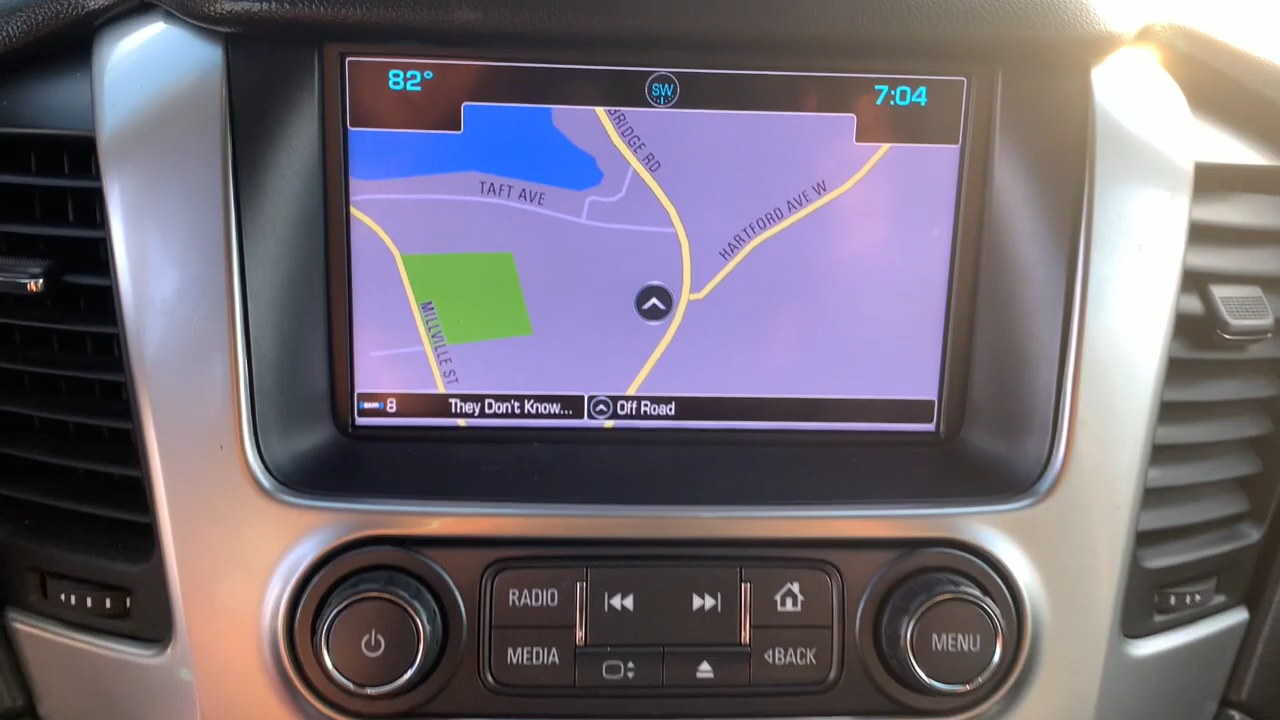 82°
SW
7:04
BRIDGE RD
TAFT AVE
HARTFORD AVE W
MILLVILLE ST
8
They Don't Know...
Off Road
RADIO
MEDIA
BACK
MENU